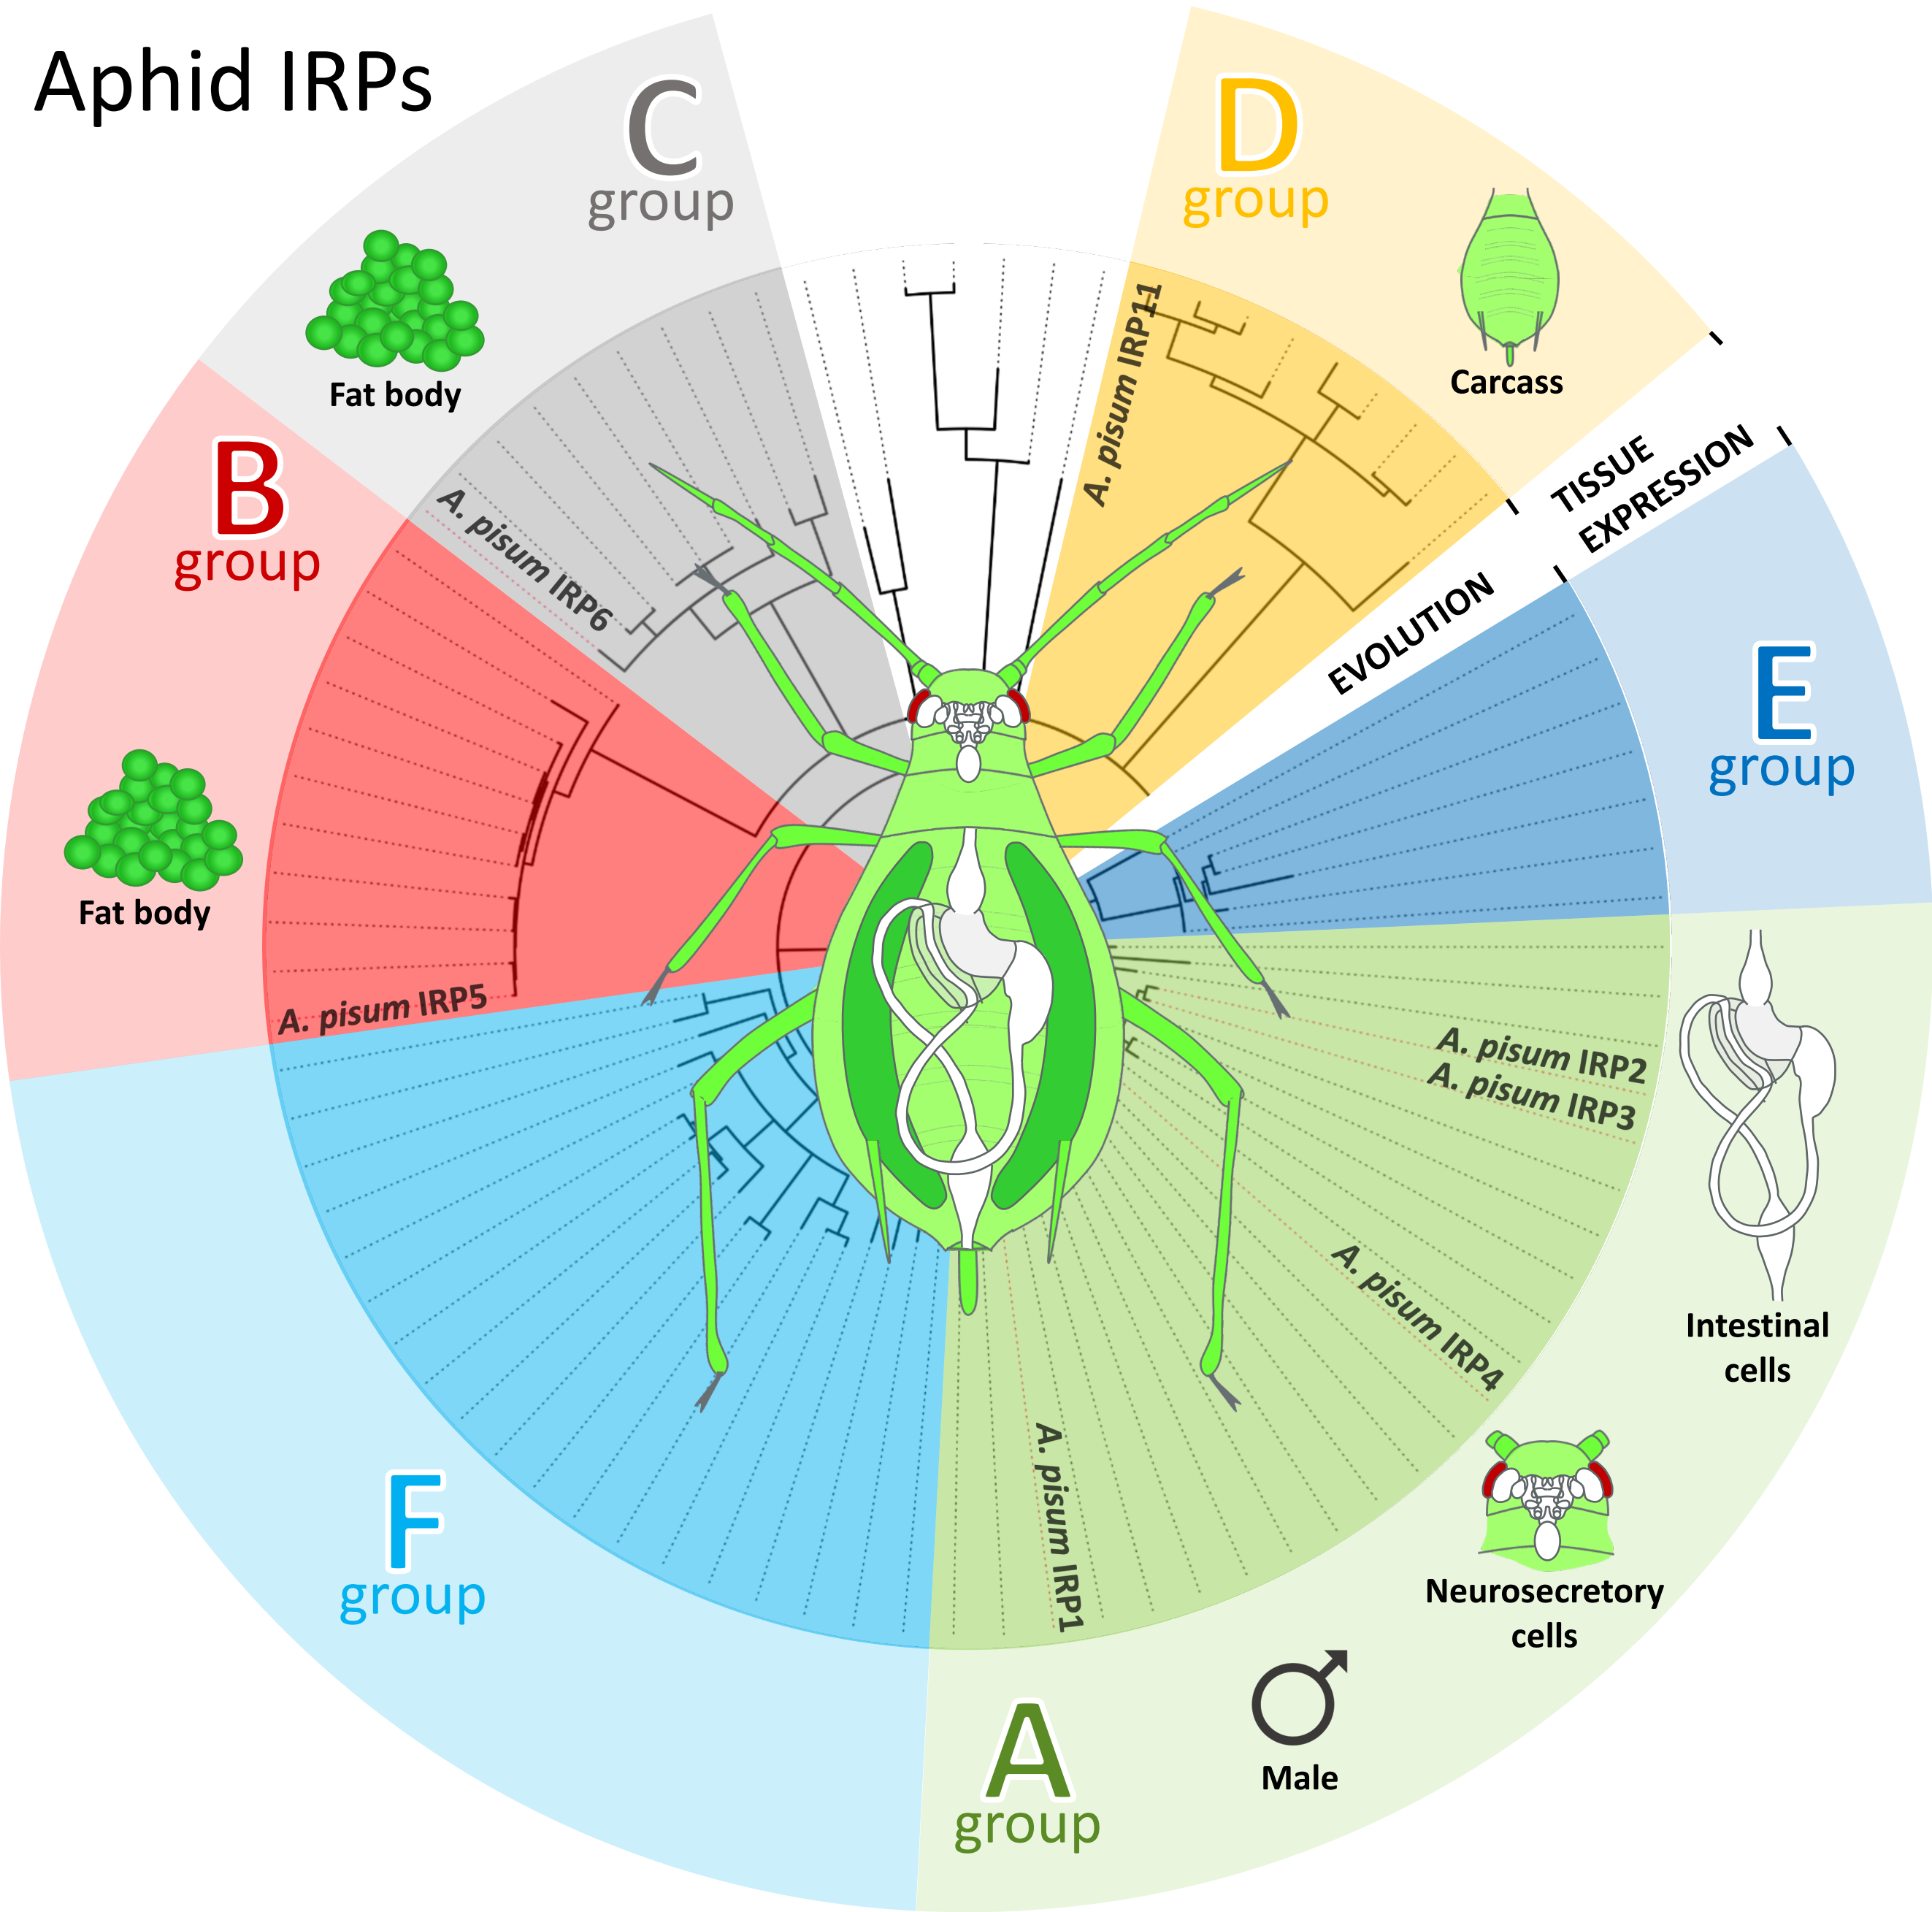 Aphid IRPs
C
group
D
group
Carcass
Fat body
A. pisum IRP11
TISSUE
EXPRESSION
EVOLUTION
B
group
A. pisum IRP6
E
group
Fat body
A. pisum IRP5
A. pisum IRP2
A. pisum IRP3
A. pisum IRP4
Intestinal
cells
A. pisum IRP1
F
group
Neurosecretory
cells
A
group
Male